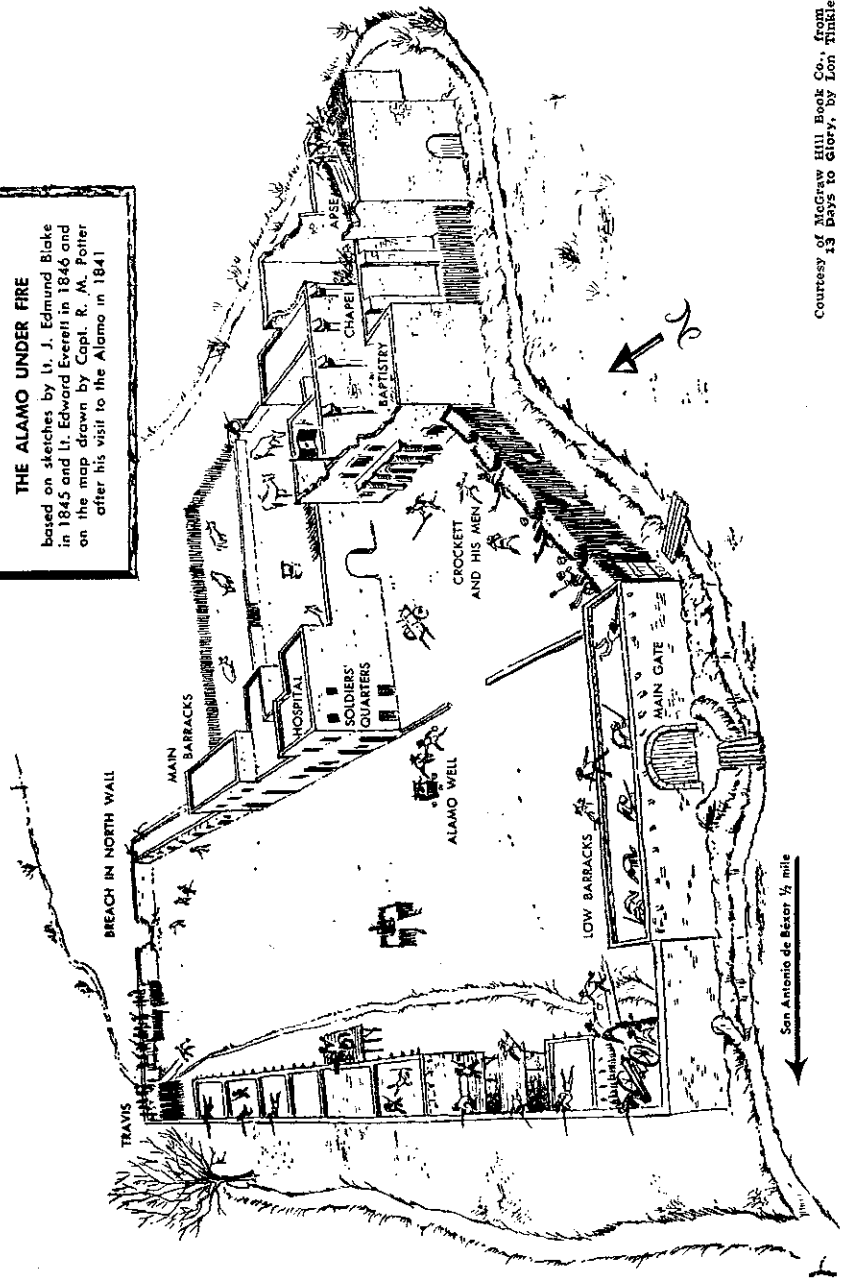 THE ALAMO UNDER FIRE
based on sketches by Lt. J. Edmund Blake
in 1845 and Lt. Edward Everett in 1846 and
on the map drawn by Capt. R. M. Potter
after his visit to the Alamo in 1841
TRAVIS
BREACH IN NORTH WALL
MAIN
BARRACKS
HOSPITAL
SOLDIERS'
QUARTERS
ALAMO WELL
CROCKETT
AND HIS MEN
CHAPEL
APSE
BAPTISTRY
LOW BARRACKS
MAIN GATE
N
San Antonio de Béxar ½ mile
Courtesy of McGraw Hill Book Co., from
13 Days to Glory, by Lon Tinkle